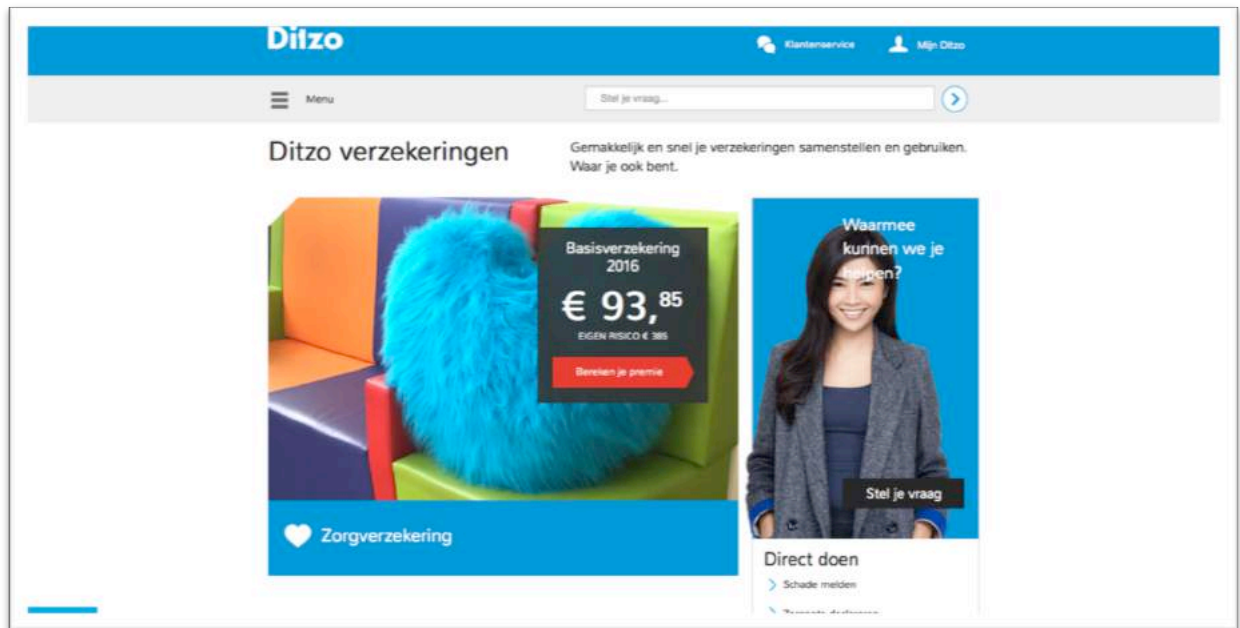 Ditzo
Klantenservice
Mijn Ditzo
Menu
Stel je vraag...
Ditzo verzekeringen
Gemakkelijk en snel je verzekeringen samenstellen en gebruiken.
Waar je ook bent.
Basisverzekering
2016
€ 93,85
EIGEN RISICO € 385
Bereken je premie
Zorgverzekering
Waarmee
kunnen we je
helpen?
Stel je vraag
Direct doen
Schade melden